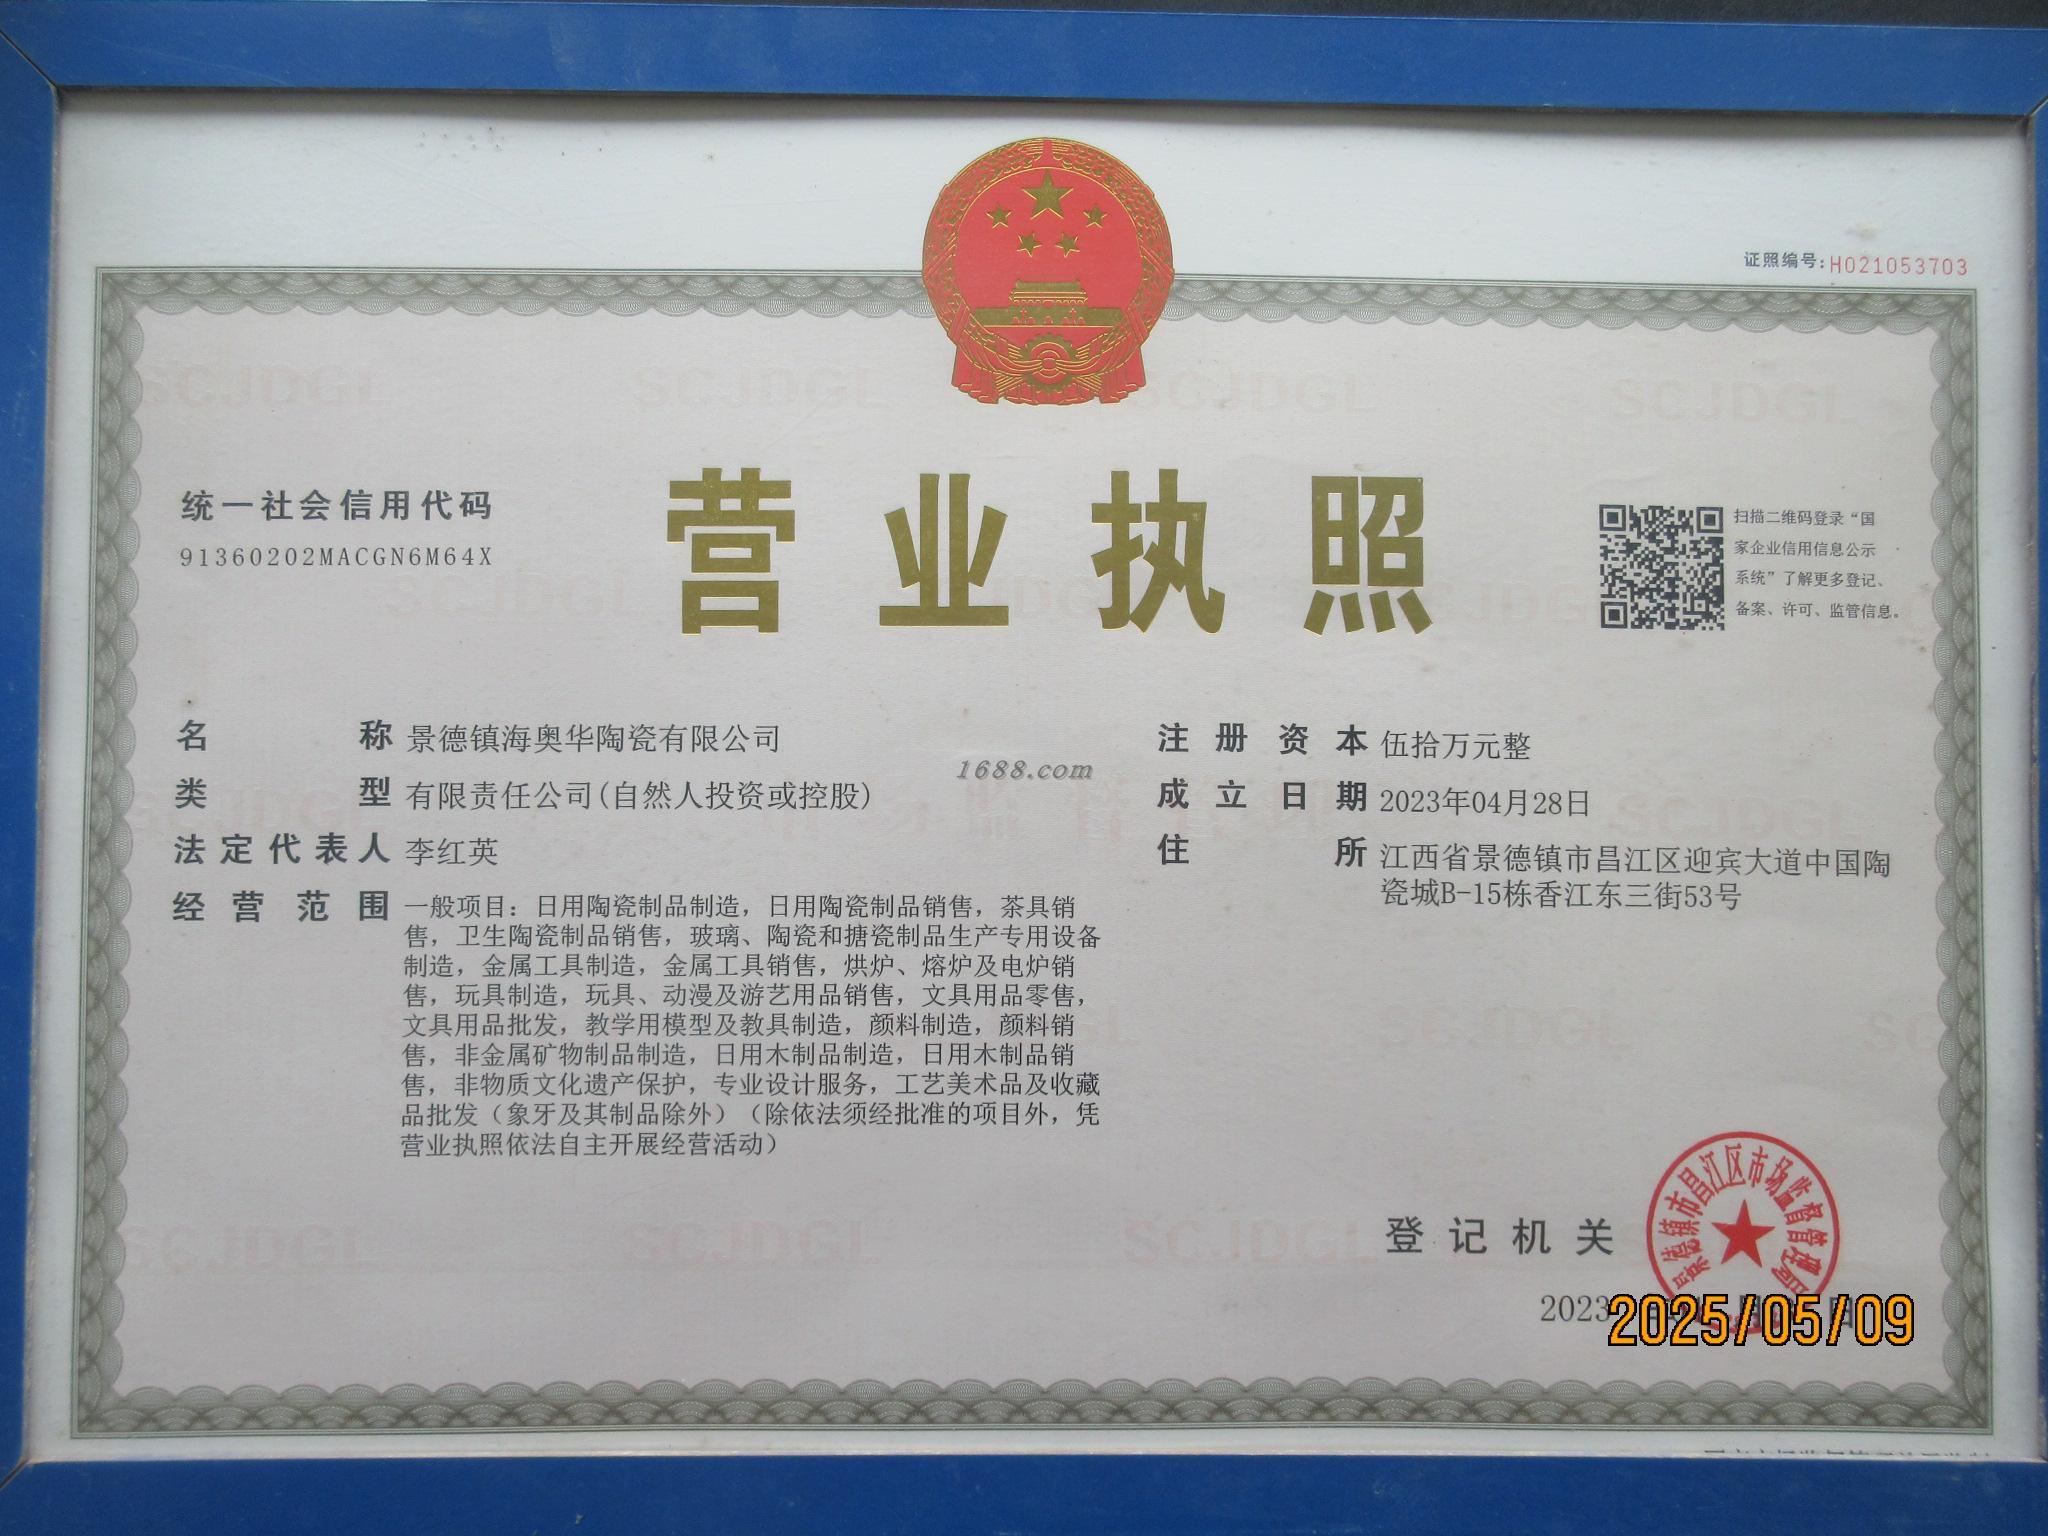 证照编号:H021053703
统一社会信用代码
91360202MACGN6M64X
营业执照
扫描二维码登录“国
家企业信用信息公示
系统”了解更多登记、
备案、许可、监管信息。
名称 景德镇海奥华陶瓷有限公司
类型 有限责任公司(自然人投资或控股)
法定代表人 李红英
经营范围 一般项目：日用陶瓷制品制造，日用陶瓷制品销售，茶具销
售，卫生陶瓷制品销售，玻璃、陶瓷和搪瓷制品生产专用设备
制造，金属工具制造，金属工具销售，烘炉、熔炉及电炉销
售，玩具制造，玩具、动漫及游艺用品销售，文具用品零售，
文具用品批发，教学用模型及教具制造，颜料制造，颜料销
售，非金属矿物制品制造，日用木制品制造，日用木制品销
售，非物质文化遗产保护，专业设计服务，工艺美术品及收藏
品批发（象牙及其制品除外）（除依法须经批准的项目外，凭
营业执照依法自主开展经营活动）
1688.com
注册资本 伍拾万元整
成立日期 2023年04月28日
住所 江西省景德镇市昌江区迎宾大道中国陶
瓷城B-15栋香江东三街53号
登记机关
景德镇市昌江区市场监督管理局
2023
2025/05/09
SCJDGL